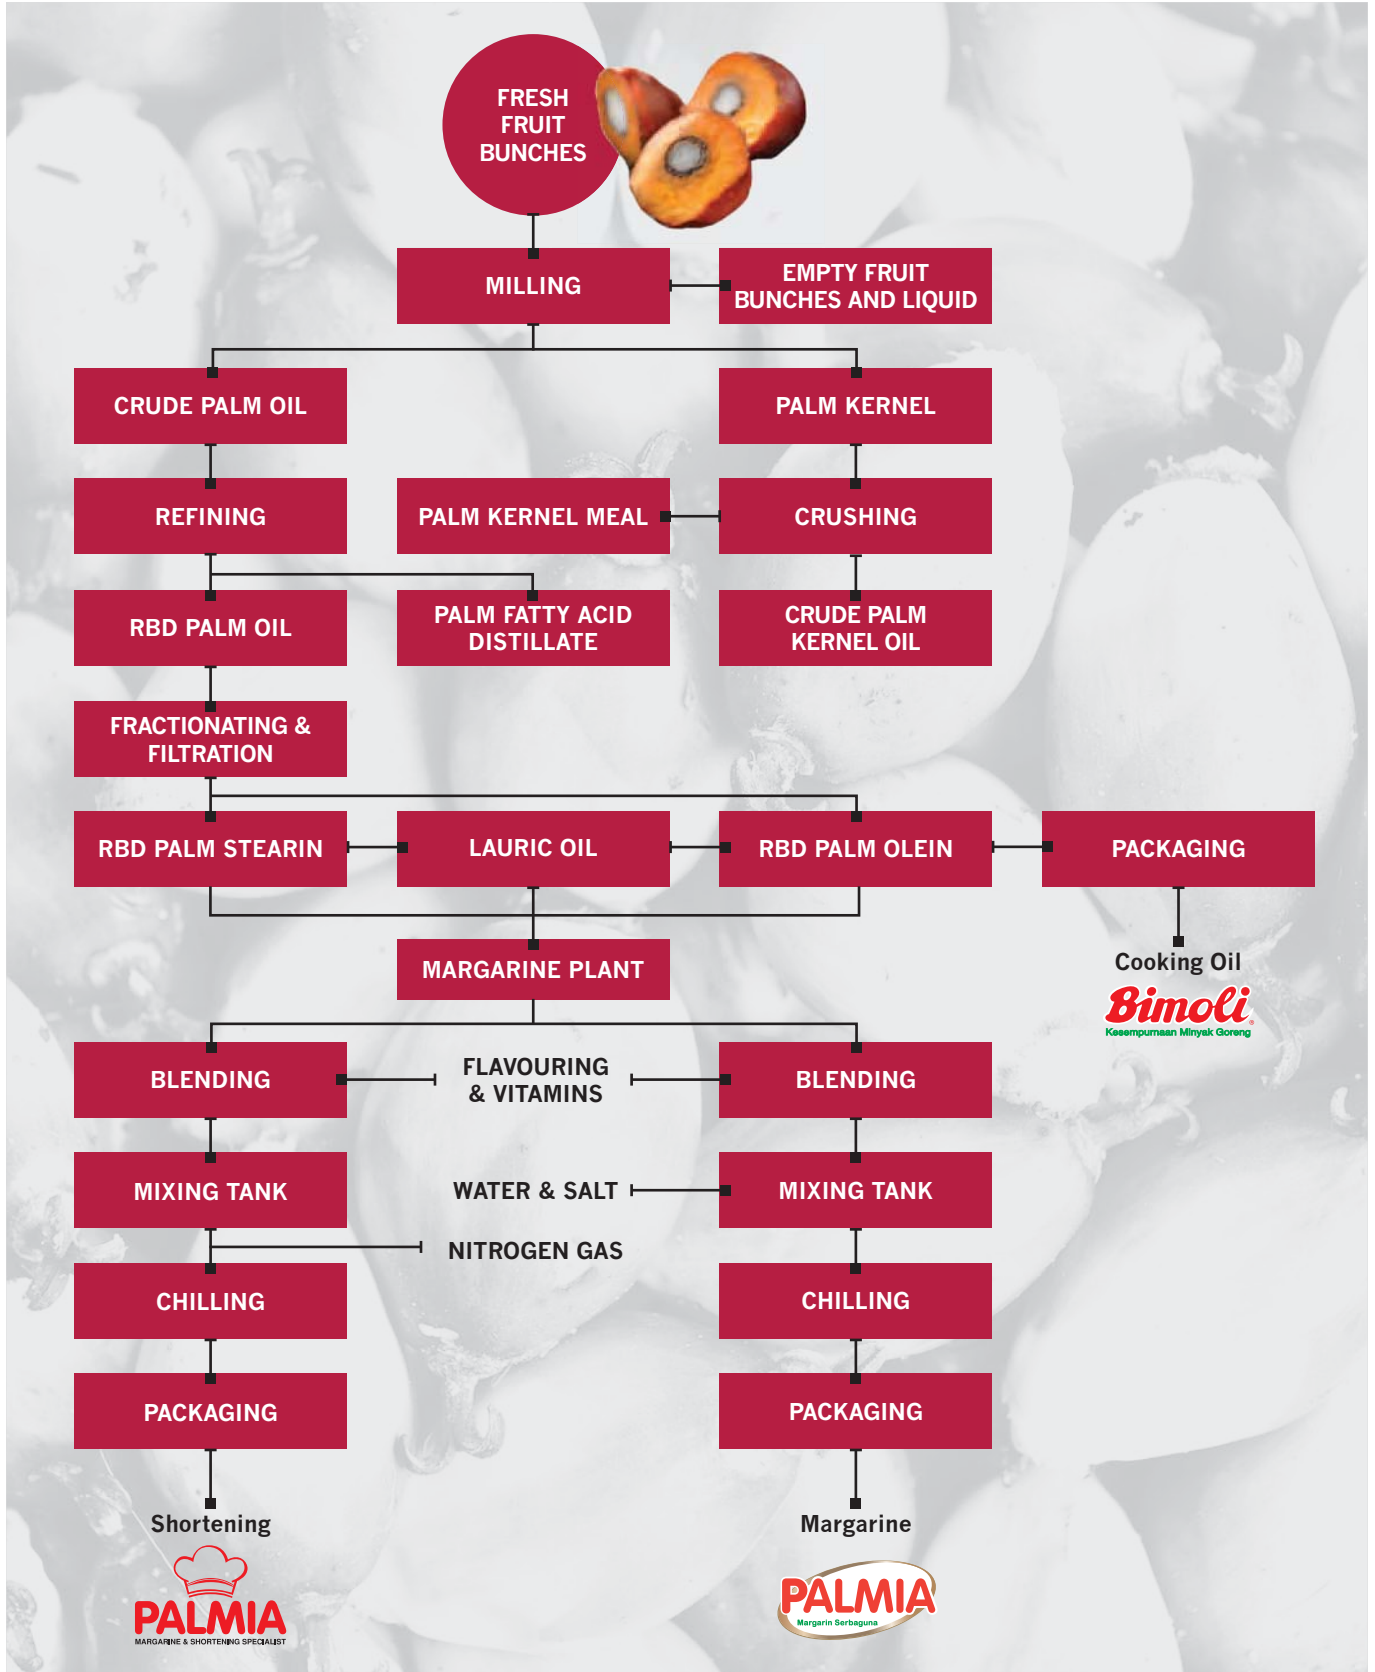 FRESH
FRUIT
BUNCHES
MILLING
EMPTY FRUIT
BUNCHES AND LIQUID
CRUDE PALM OIL
PALM KERNEL
REFINING
PALM KERNEL MEAL
CRUSHING
RBD PALM OIL
PALM FATTY ACID
DISTILLATE
CRUDE PALM
KERNEL OIL
FRACTIONATING &
FILTRATION
RBD PALM STEARIN
LAURIC OIL
RBD PALM OLEIN
PACKAGING
MARGARINE PLANT
Cooking Oil
Bimoli®
Kesempurnaan Minyak Goreng
BLENDING
FLAVOURING
& VITAMINS
BLENDING
MIXING TANK
WATER & SALT
MIXING TANK
NITROGEN GAS
CHILLING
CHILLING
PACKAGING
PACKAGING
Shortening
Margarine
PALMIA
MARGARINE & SHORTENING SPECIALIST
PALMIA
Margarin Serbaguna